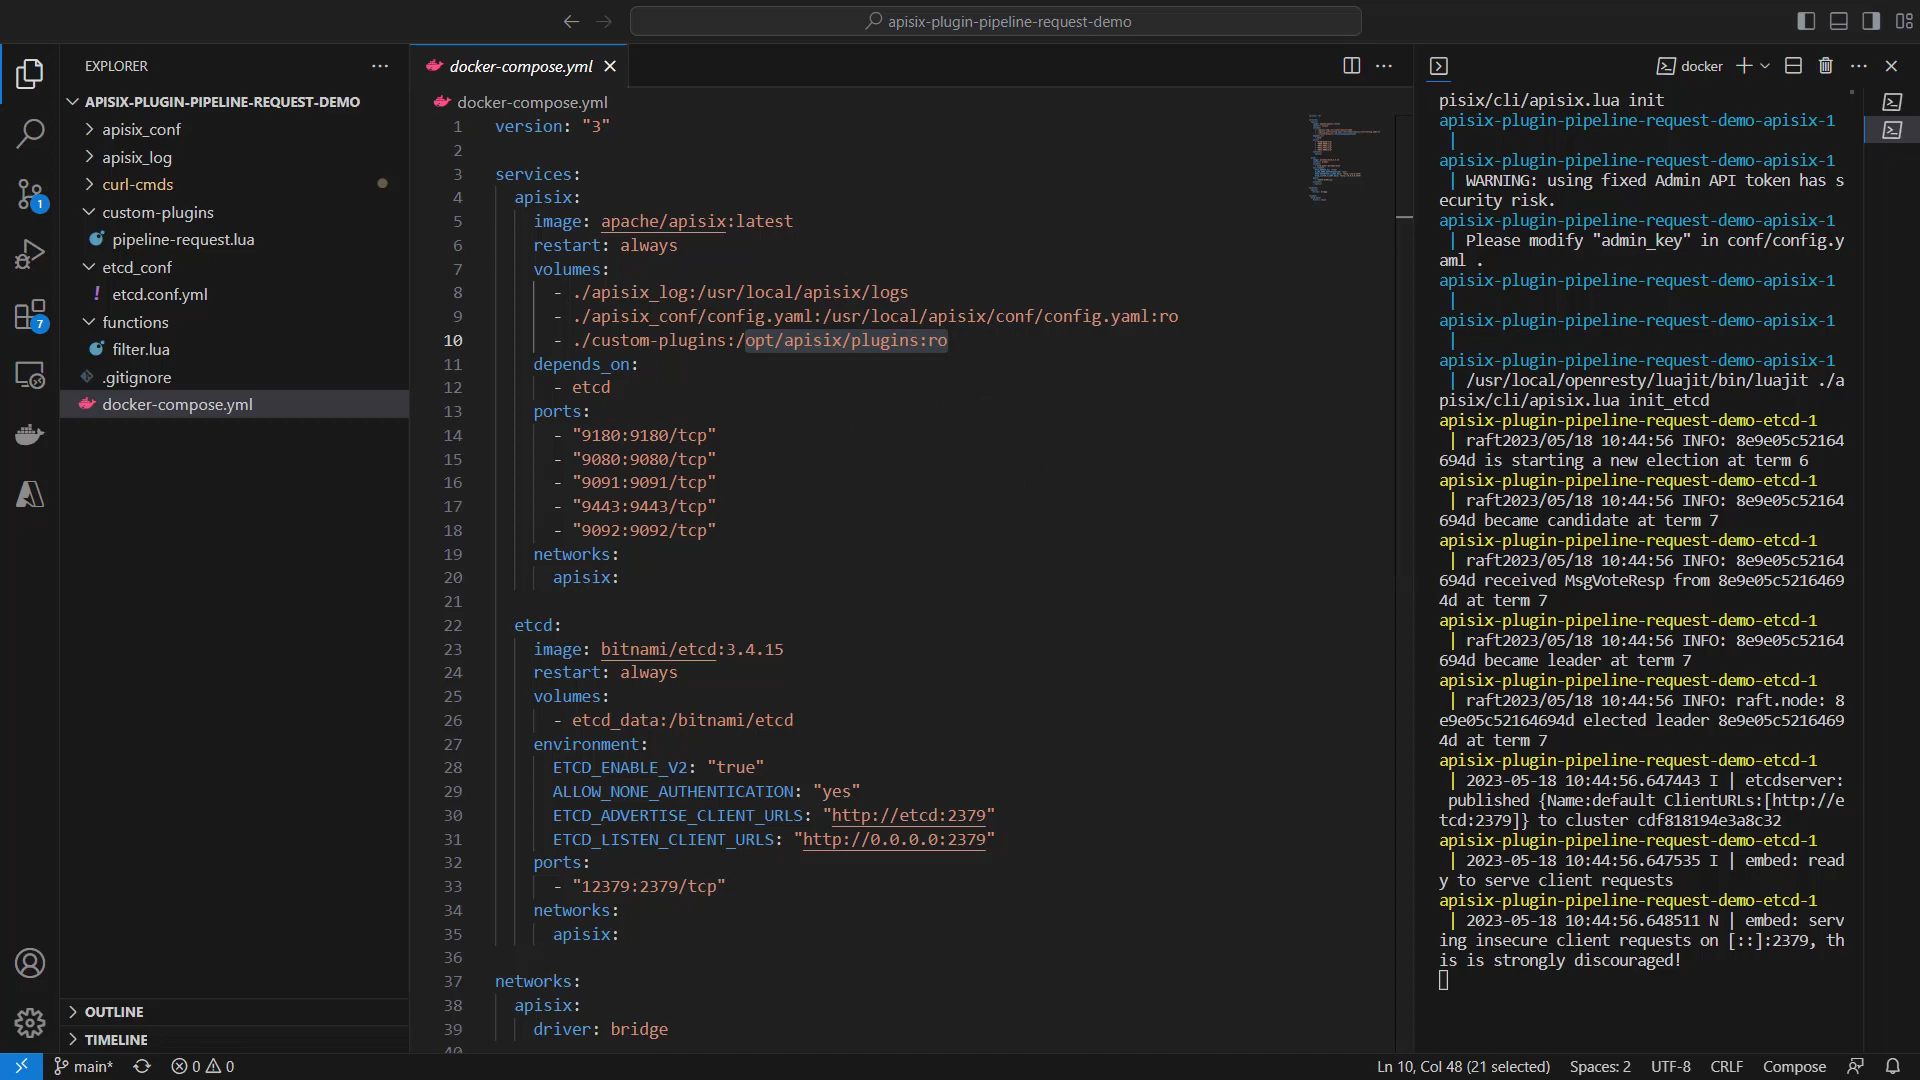 apisix-plugin-pipeline-request-demo
EXPLORER
APISIX-PLUGIN-PIPELINE-REQUEST-DEMO
apisix_conf
apisix_log
curl-cmds
custom-plugins
pipeline-request.lua
etcd_conf
! etcd.conf.yml
functions
filter.lua
.gitignore
docker-compose.yml
OUTLINE
TIMELINE
1
7
docker-compose.yml
docker-compose.yml
1 version: "3"
2
3 services:
4 apisix:
5 image: apache/apisix:latest
6 restart: always
7 volumes:
8 - ./apisix_log:/usr/local/apisix/logs
9 - ./apisix_conf/config.yaml:/usr/local/apisix/conf/config.yaml:ro
10 - ./custom-plugins:/opt/apisix/plugins:ro
11 depends_on:
12 - etcd
13 ports:
14 - "9180:9180/tcp"
15 - "9080:9080/tcp"
16 - "9091:9091/tcp"
17 - "9443:9443/tcp"
18 - "9092:9092/tcp"
19 networks:
20 apisix:
21
22 etcd:
23 image: bitnami/etcd:3.4.15
24 restart: always
25 volumes:
26 - etcd_data:/bitnami/etcd
27 environment:
28 ETCD_ENABLE_V2: "true"
29 ALLOW_NONE_AUTHENTICATION: "yes"
30 ETCD_ADVERTISE_CLIENT_URLS: "http://etcd:2379"
31 ETCD_LISTEN_CLIENT_URLS: "http://0.0.0.0:2379"
32 ports:
33 - "12379:2379/tcp"
34 networks:
35 apisix:
36
37 networks:
38 apisix:
39 driver: bridge
40
docker
pisix/cli/apisix.lua init
apisix-plugin-pipeline-request-demo-apisix-1
|
apisix-plugin-pipeline-request-demo-apisix-1
| WARNING: using fixed Admin API token has s
ecurity risk.
apisix-plugin-pipeline-request-demo-apisix-1
| Please modify "admin_key" in conf/config.y
aml .
apisix-plugin-pipeline-request-demo-apisix-1
|
apisix-plugin-pipeline-request-demo-apisix-1
|
apisix-plugin-pipeline-request-demo-apisix-1
| /usr/local/openresty/luajit/bin/luajit ./a
pisix/cli/apisix.lua init_etcd
apisix-plugin-pipeline-request-demo-etcd-1
| raft2023/05/18 10:44:56 INFO: 8e9e05c52164
694d is starting a new election at term 6
apisix-plugin-pipeline-request-demo-etcd-1
| raft2023/05/18 10:44:56 INFO: 8e9e05c52164
694d became candidate at term 7
apisix-plugin-pipeline-request-demo-etcd-1
| raft2023/05/18 10:44:56 INFO: 8e9e05c52164
694d received MsgVoteResp from 8e9e05c5216469
4d at term 7
apisix-plugin-pipeline-request-demo-etcd-1
| raft2023/05/18 10:44:56 INFO: 8e9e05c52164
694d became leader at term 7
apisix-plugin-pipeline-request-demo-etcd-1
| raft2023/05/18 10:44:56 INFO: raft.node: 8
e9e05c52164694d elected leader 8e9e05c5216469
4d at term 7
apisix-plugin-pipeline-request-demo-etcd-1
| 2023-05-18 10:44:56.647443 I | etcdserver:
published {Name:default ClientURLs:[http://e
tcd:2379]} to cluster cdf818194e3a8c32
apisix-plugin-pipeline-request-demo-etcd-1
| 2023-05-18 10:44:56.647535 I | embed: read
y to serve client requests
apisix-plugin-pipeline-request-demo-etcd-1
| 2023-05-18 10:44:56.648511 N | embed: serv
ing insecure client requests on [::]:2379, th
is is strongly discouraged!
main* 0 0
Ln 10, Col 48 (21 selected) Spaces: 2 UTF-8 CRLF Compose